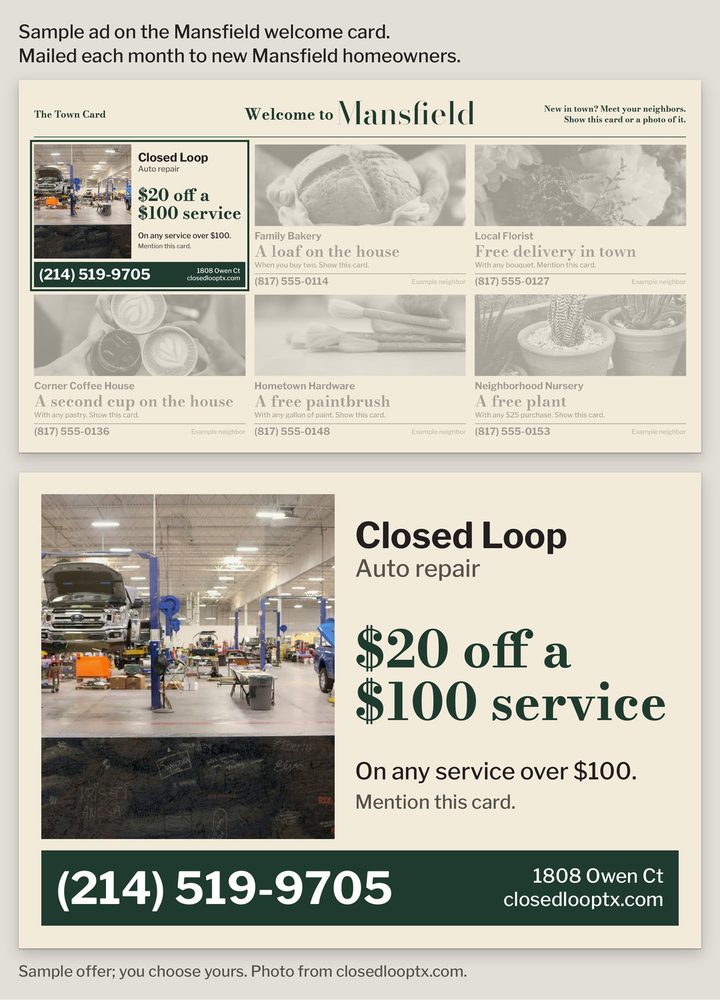 Sample ad on the Mansfield welcome card.
Mailed each month to new Mansfield homeowners.
The Town Card
Welcome to Mansfield
New in town? Meet your neighbors.
Show this card or a photo of it.
Closed Loop
Auto repair
$20 off a
$100 service
On any service over $100.
Mention this card.
(214) 519-9705
1808 Owen Ct
closedlooptx.com
Family Bakery
A loaf on the house
When you buy two. Show this card.
(817) 555-0114
Example neighbor
Local Florist
Free delivery in town
With any bouquet. Mention this card.
(817) 555-0127
Example neighbor
Corner Coffee House
A second cup on the house
With any pastry. Show this card.
(817) 555-0136
Example neighbor
Hometown Hardware
A free paintbrush
With any gallon of paint. Show this card.
(817) 555-0148
Example neighbor
Neighborhood Nursery
A free plant
With any $25 purchase. Show this card.
(817) 555-0153
Example neighbor
Closed Loop
Auto repair
$20 off a
$100 service
On any service over $100.
Mention this card.
(214) 519-9705
1808 Owen Ct
closedlooptx.com
Sample offer; you choose yours. Photo from closedlooptx.com.